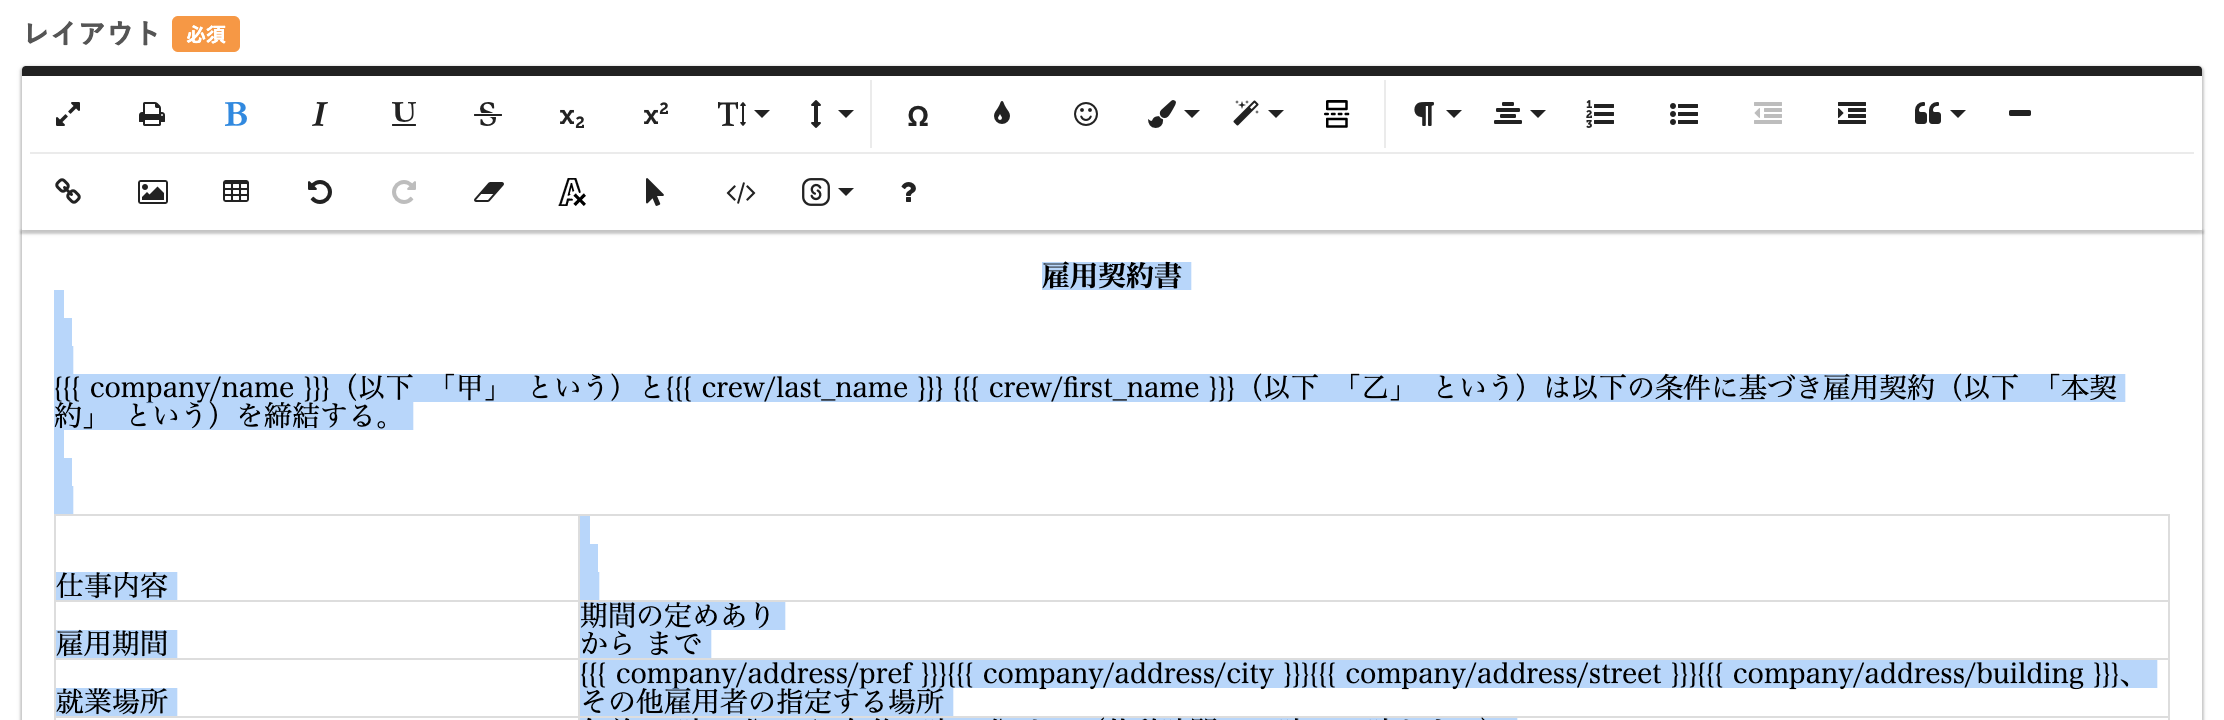 レイアウト 必須
雇用契約書
{{{ company/name }}}（以下 「甲」 という）と{{{ crew/last_name }}} {{{ crew/first_name }}}（以下 「乙」 という）は以下の条件に基づき雇用契約（以下 「本契
約」 という）を締結する。
仕事内容
期間の定めあり
雇用期間 から まで
{{{ company/address/pref }}}{{{ company/address/city }}}{{{ company/address/street }}}{{{ company/address/building }}}、
就業場所 その他雇用者の指定する場所